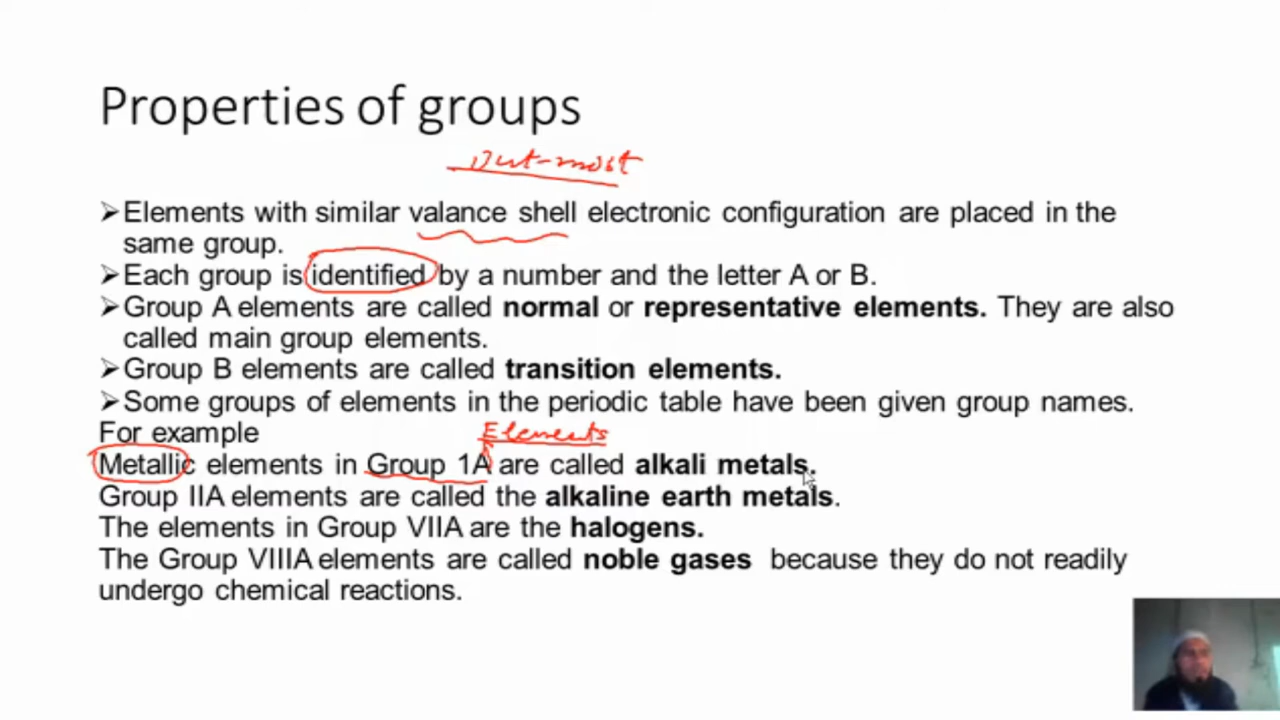 Properties of groups
Out-most
➢Elements with similar valance shell electronic configuration are placed in the
same group.
➢Each group is identified by a number and the letter A or B.
➢Group A elements are called normal or representative elements. They are also
called main group elements.
➢Group B elements are called transition elements.
➢Some groups of elements in the periodic table have been given group names.
For example
Elements
Metallic elements in Group 1A are called alkali metals.
Group IIA elements are called the alkaline earth metals.
The elements in Group VIIA are the halogens.
The Group VIIIA elements are called noble gases because they do not readily
undergo chemical reactions.